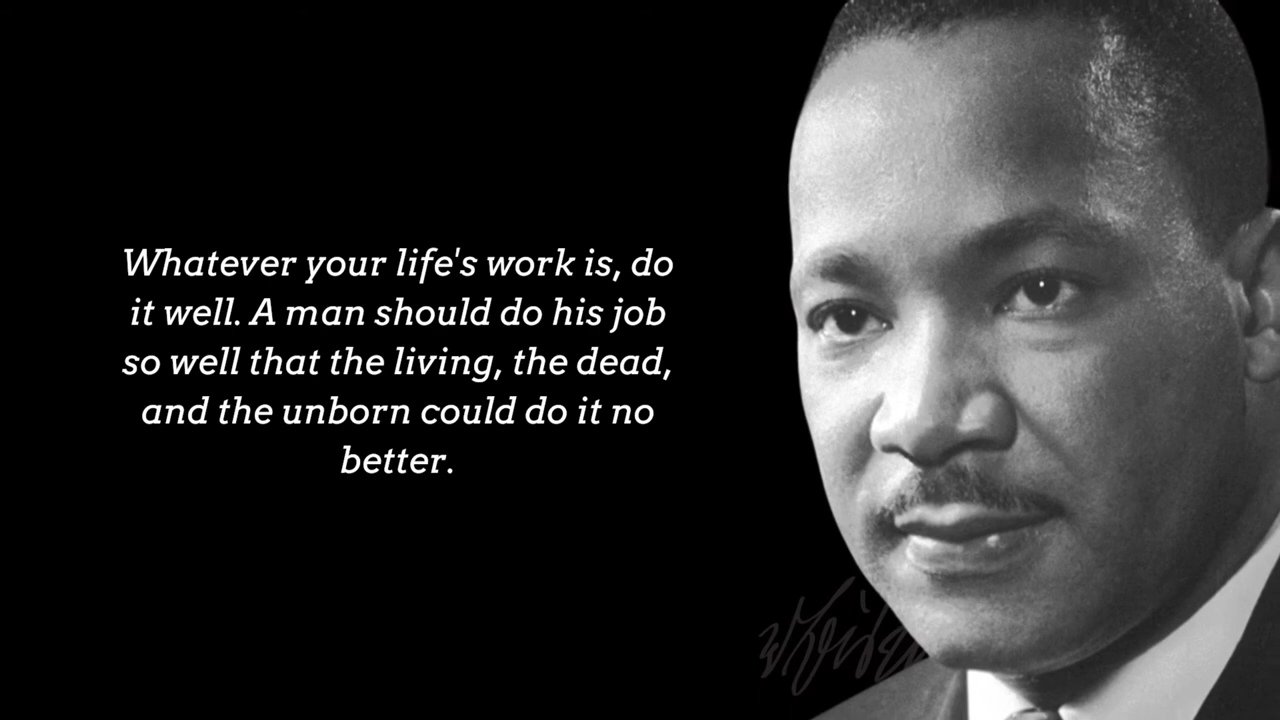 Whatever your life's work is, do
it well. A man should do his job
so well that the living, the dead,
and the unborn could do it no
better.